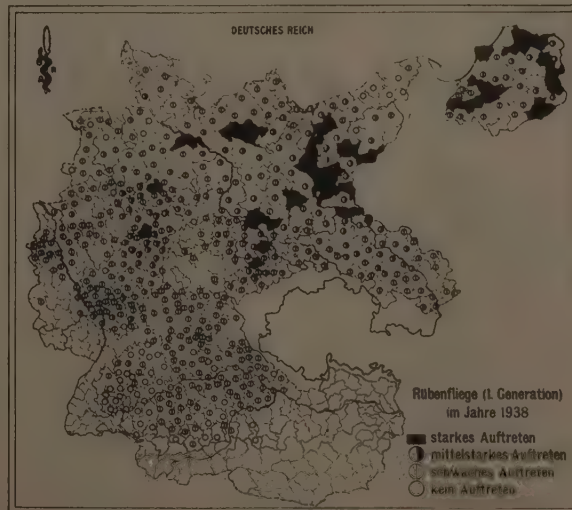 DEUTSCHES REICH
Rübenfliege (1. Generation)
im Jahre 1938
starkes Auftreten
mittelstarkes Auftreten
schwaches Auftreten
kein Auftreten